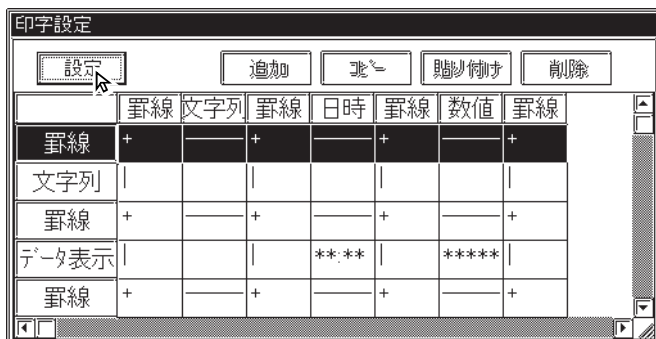 印字設定
設定 追加 ｺﾋﾟｰ 貼り付け 削除
罫線 文字列 罫線 日時 罫線 数値 罫線
罫線 + ―― + ―― + ―― +
文字列 | | | |
罫線 + ―― + ―― + ―― +
ﾃﾞｰﾀ表示 | | **:** | ***** |
罫線 + ―― + ―― + ―― +